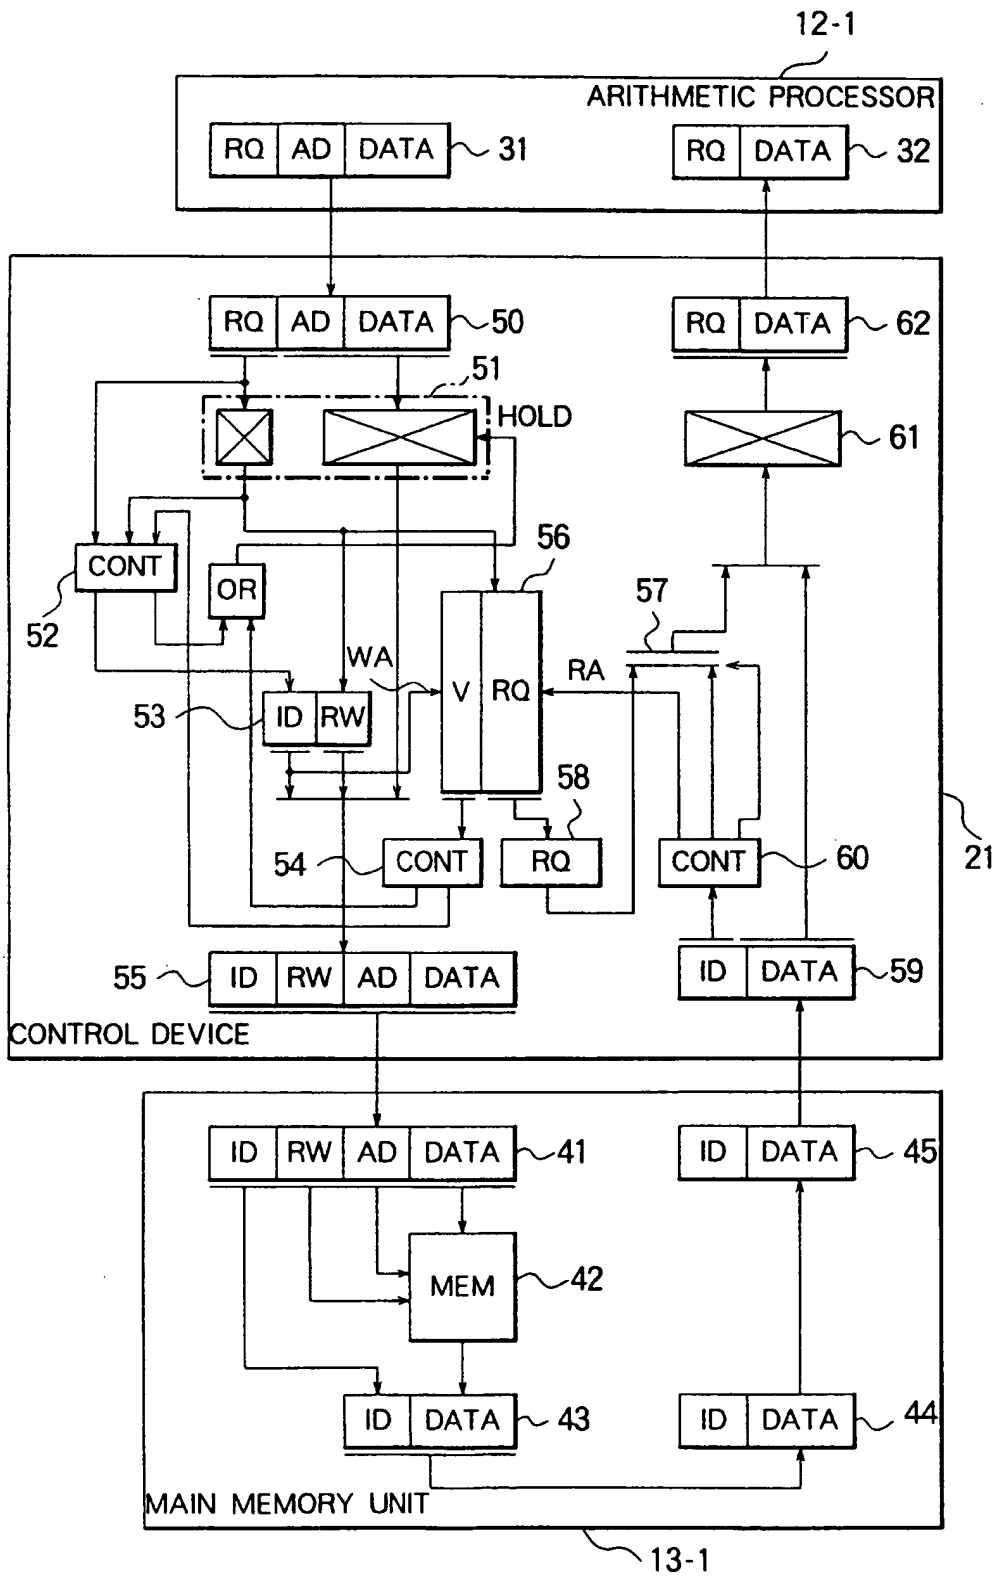 12-1
ARITHMETIC PROCESSOR
RQ AD DATA 31
RQ DATA 32
RQ AD DATA 50
RQ DATA 62
51
HOLD
61
56
CONT
OR
57
52
WA
RA
V RQ
53 ID RW
58
54 CONT
RQ
CONT 60
21
55 ID RW AD DATA
ID DATA 59
CONTROL DEVICE
ID RW AD DATA 41
ID DATA 45
MEM 42
ID DATA 43
ID DATA 44
MAIN MEMORY UNIT
13-1